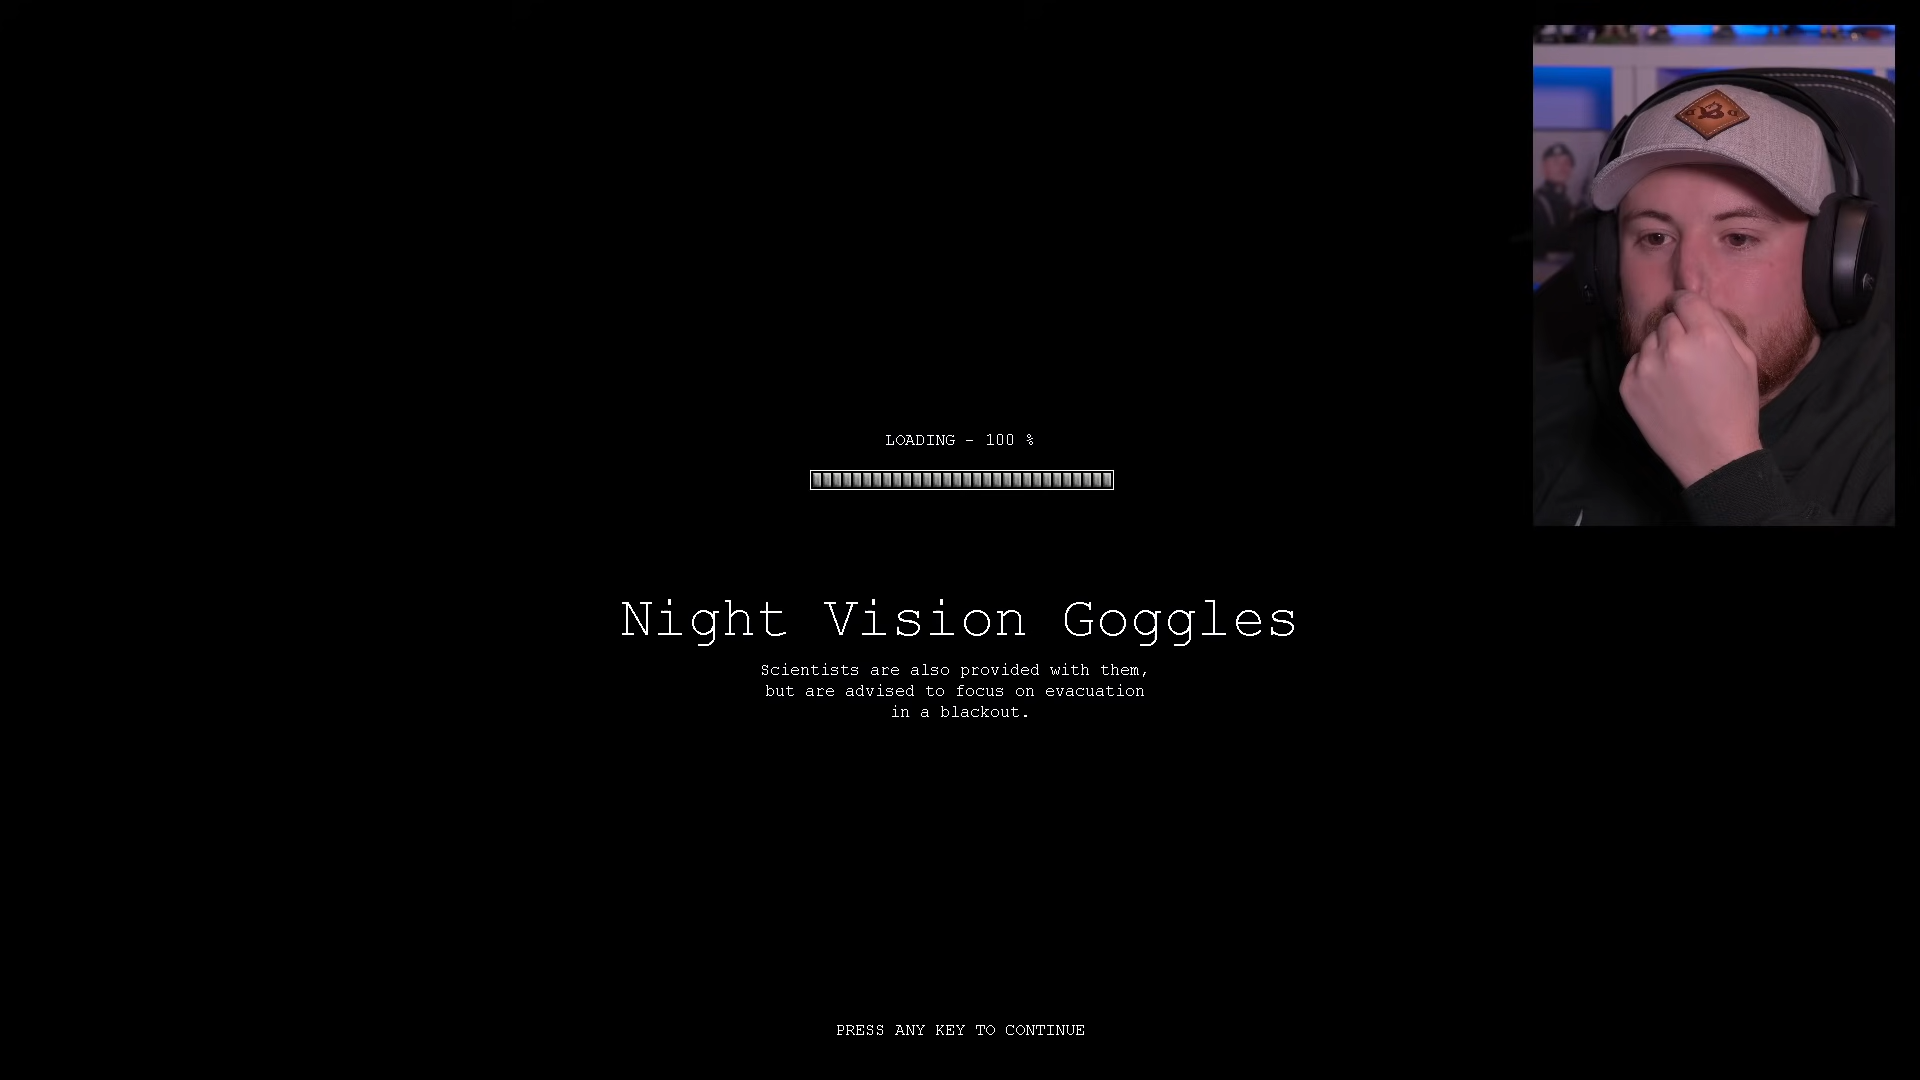 LOADING - 100 %
Night Vision Goggles
Scientists are also provided with them,
but are advised to focus on evacuation
in a blackout.
PRESS ANY KEY TO CONTINUE